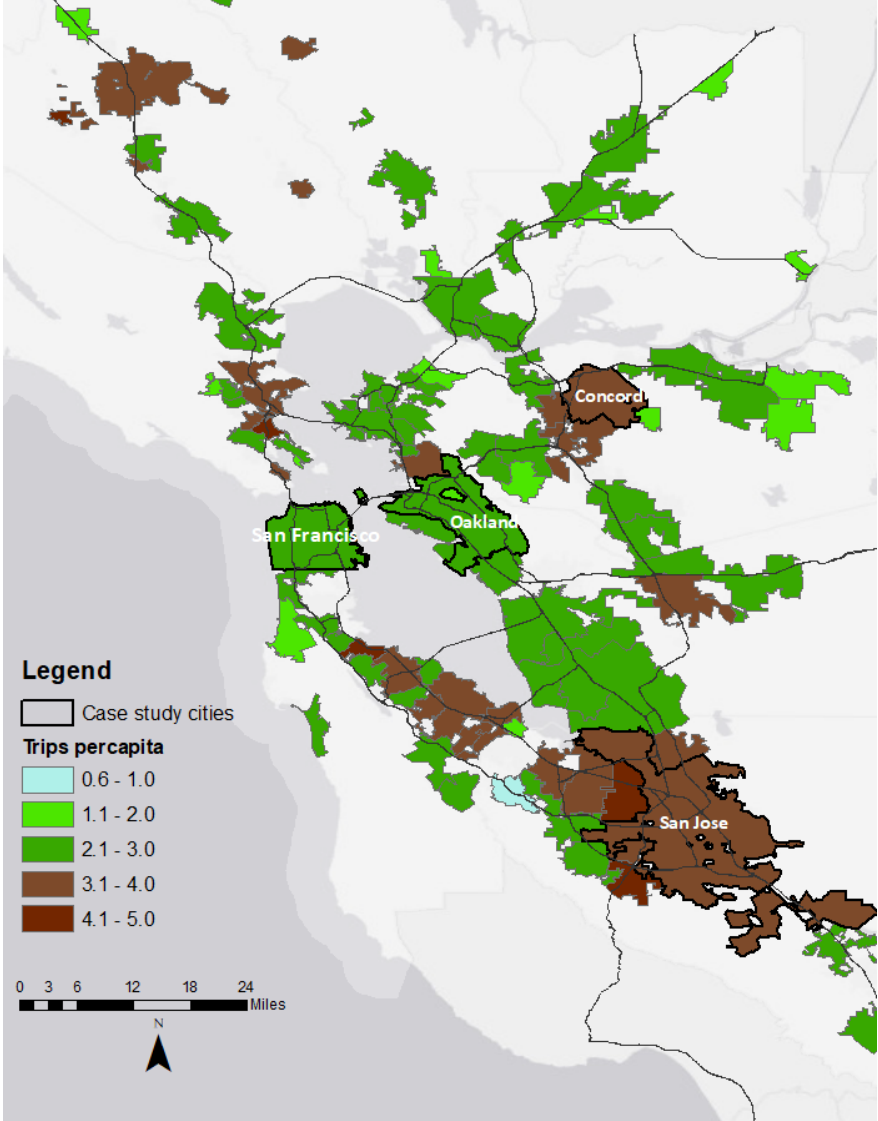 Concord
Oakland
San Francisco
San Jose
Legend
Case study cities
Trips percapita
0.6 - 1.0
1.1 - 2.0
2.1 - 3.0
3.1 - 4.0
4.1 - 5.0
0 3 6 12 18 24
Miles
N